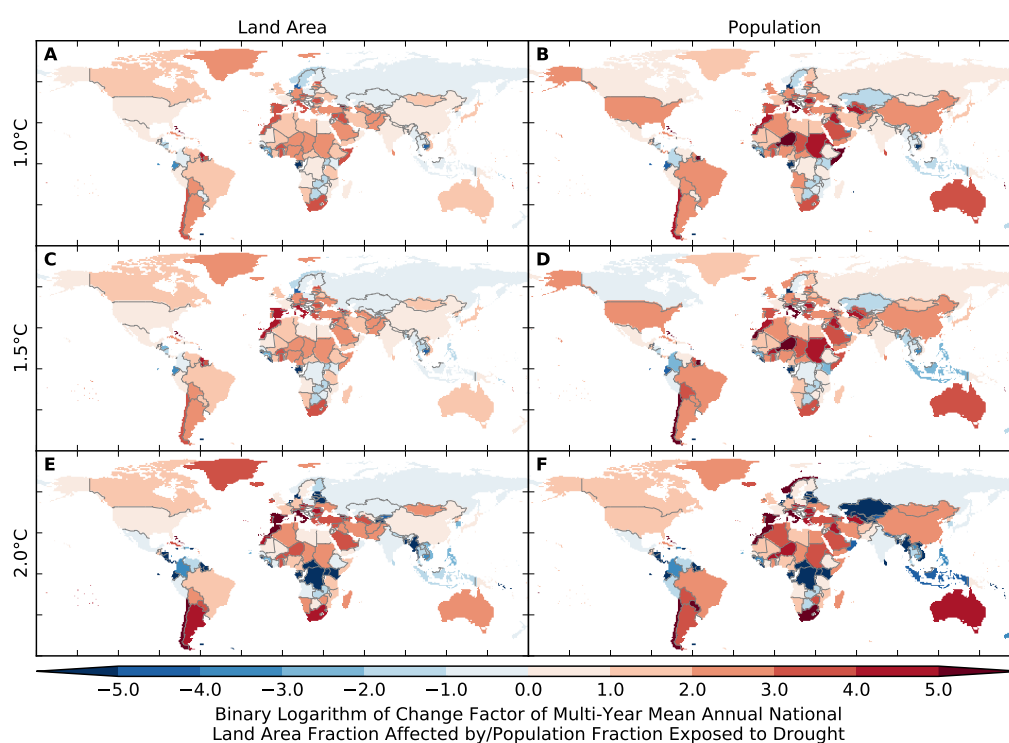 Land Area
Population
A
B
1.0°C
C
D
1.5°C
E
F
2.0°C
−5.0 −4.0 −3.0 −2.0 −1.0 0.0 1.0 2.0 3.0 4.0 5.0
Binary Logarithm of Change Factor of Multi-Year Mean Annual National
Land Area Fraction Affected by/Population Fraction Exposed to Drought